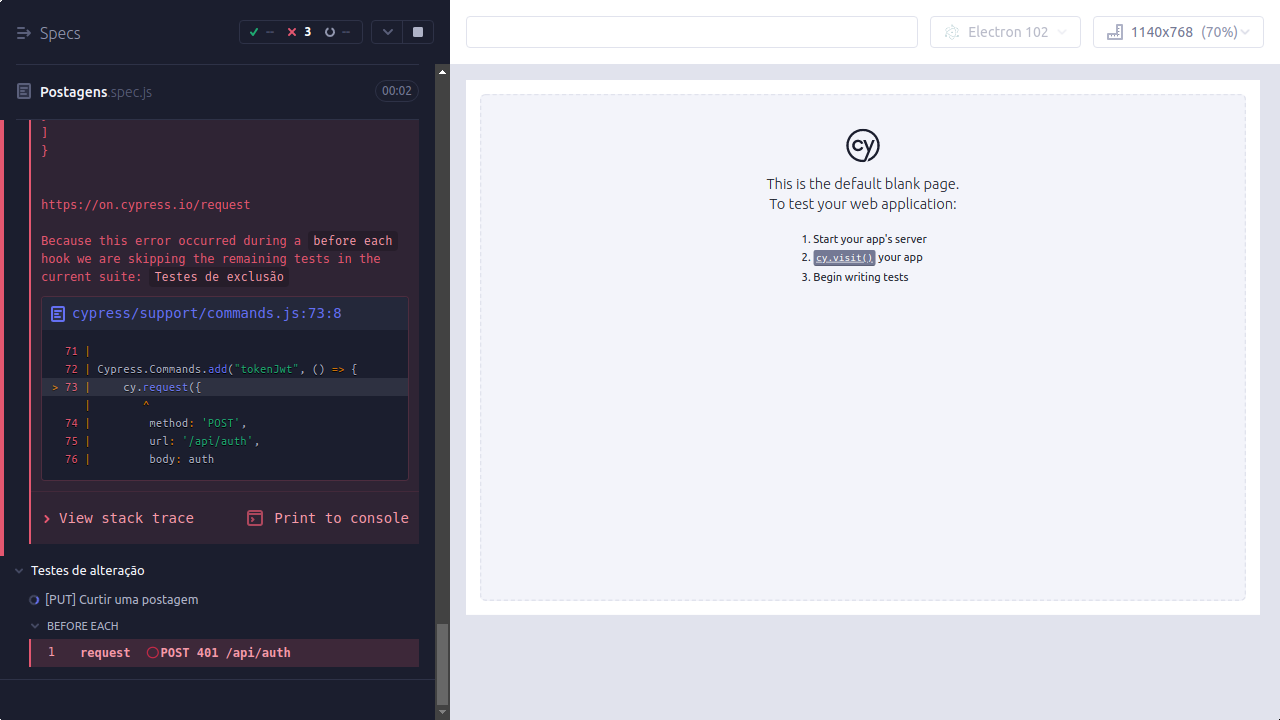 Specs
-- 3 --
Electron 102
1140x768 (70%)
Postagens.spec.js
00:02
]
}
https://on.cypress.io/request
Because this error occurred during a before each
hook we are skipping the remaining tests in the
current suite: Testes de exclusão
cypress/support/commands.js:73:8
71 |
72 | Cypress.Commands.add("tokenJwt", () => {
> 73 |     cy.request({
|        ^
74 |         method: 'POST',
75 |         url: '/api/auth',
76 |         body: auth
View stack trace
Print to console
Testes de alteração
[PUT] Curtir uma postagem
BEFORE EACH
1 request POST 401 /api/auth
cy
This is the default blank page.
To test your web application:
1. Start your app's server
2. cy.visit() your app
3. Begin writing tests